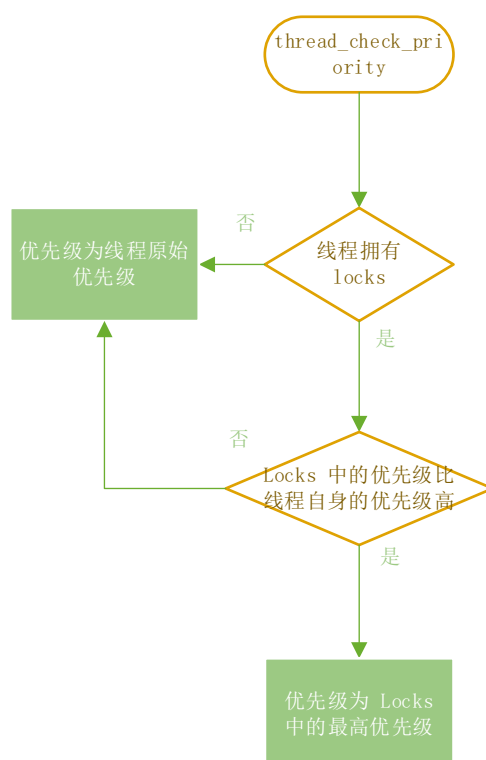 thread_check_pri
ority
否
优先级为线程原始
优先级
线程拥有
locks
是
否
Locks 中的优先级比
线程自身的优先级高
是
优先级为 Locks
中的最高优先级